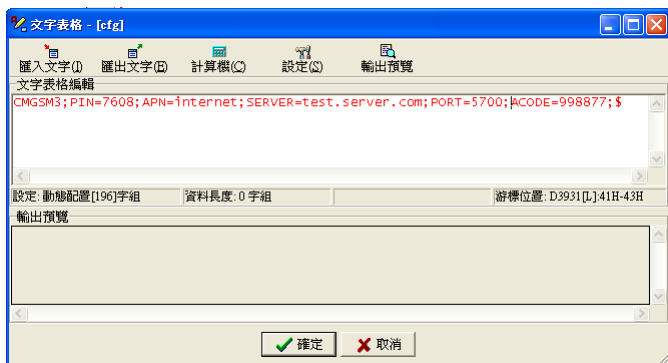 文字表格 - [cfg]
匯入文字(I) 匯出文字(E) 計算機(C) 設定(S) 輸出預覽
文字表格編輯
CMGSM3;PIN=7608;APN=internet;SERVER=test.server.com;PORT=5700;ACODE=998877;$
設定: 動態配置[196]字組 資料長度: 0 字組 游標位置: D3931[L]:41H-43H
輸出預覽
確定 取消